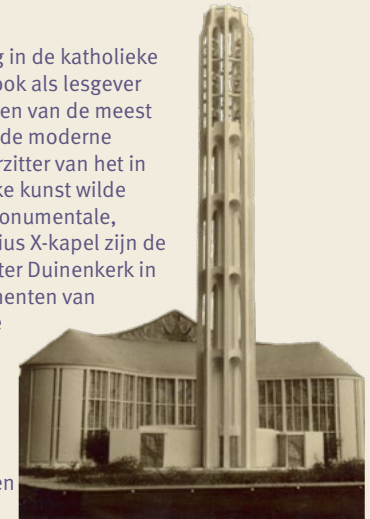 g in de katholieke
ook als lesgever
en van de meest
de moderne
rzitter van het in
ke kunst wilde
onumentale,
ius X-kapel zijn de
ter Duinenkerk in
enten van
e
en